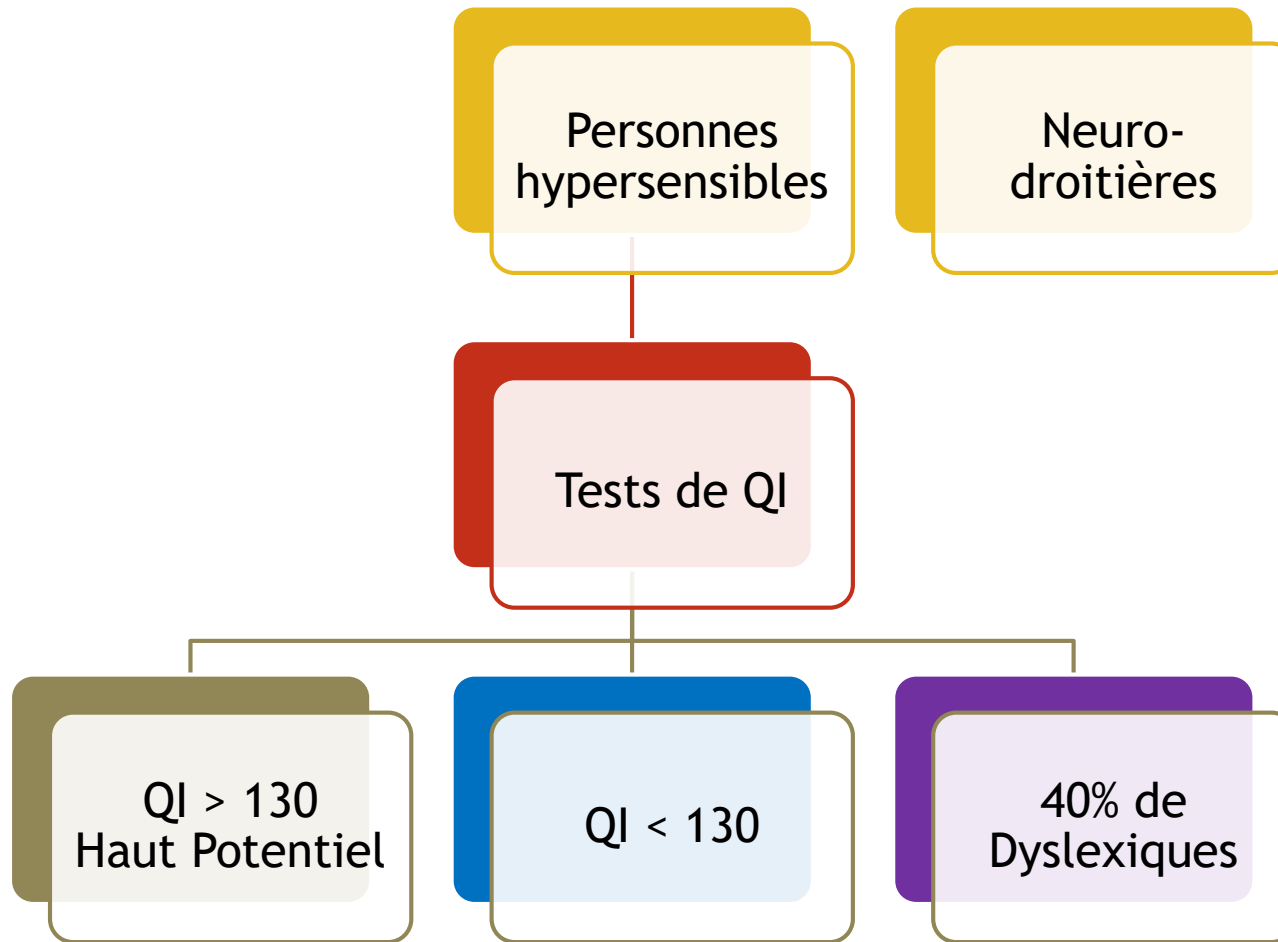 Personnes
hypersensibles
Neuro-
droitières
Tests de QI
QI > 130
Haut Potentiel
QI < 130
40% de
Dyslexiques